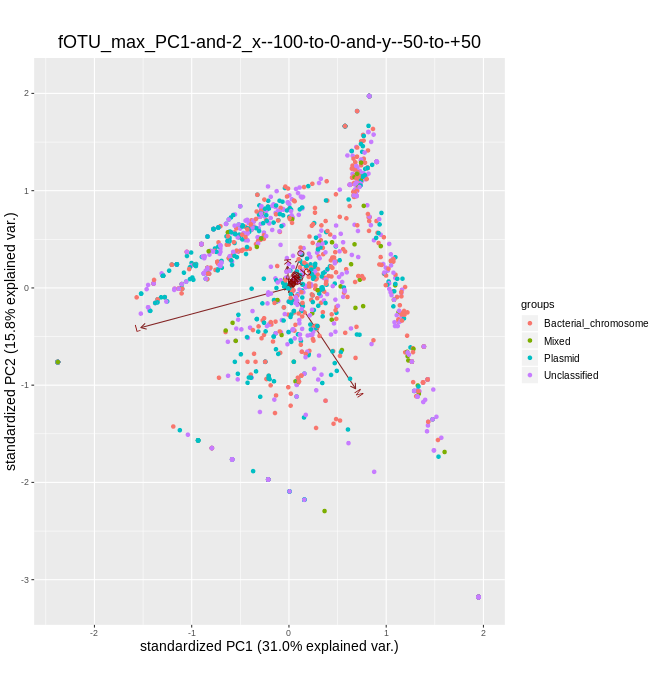 fOTU_max_PC1-and-2_x--100-to-0-and-y--50-to-+50
2
1
0
-1
-2
-3
standardized PC2 (15.8% explained var.)
L
K
Q
M
-2
-1
0
1
2
standardized PC1 (31.0% explained var.)
groups
Bacterial_chromosome
Mixed
Plasmid
Unclassified